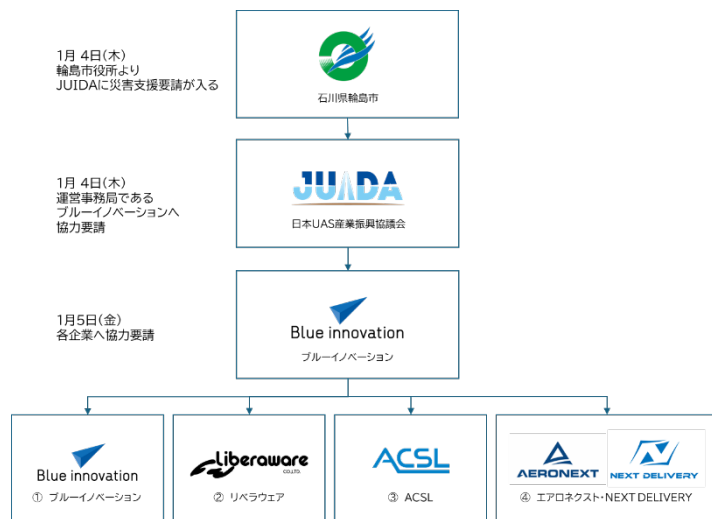 1月 4日(木)
輪島市役所より
JUIDAに災害支援要請が入る
石川県輪島市
1月 4日(木)
運営事務局である
ブルーイノベーションへ
協力要請
JUIDA
日本UAS産業振興協議会
1月5日(金)
各企業へ協力要請
Blue innovation
ブルーイノベーション
Blue innovation
① ブルーイノベーション
Liberaware
CO.,LTD.
② リベラウェア
ACSL
③ ACSL
AERONEXT
NEXT DELIVERY
④ エアロネクスト・NEXT DELIVERY